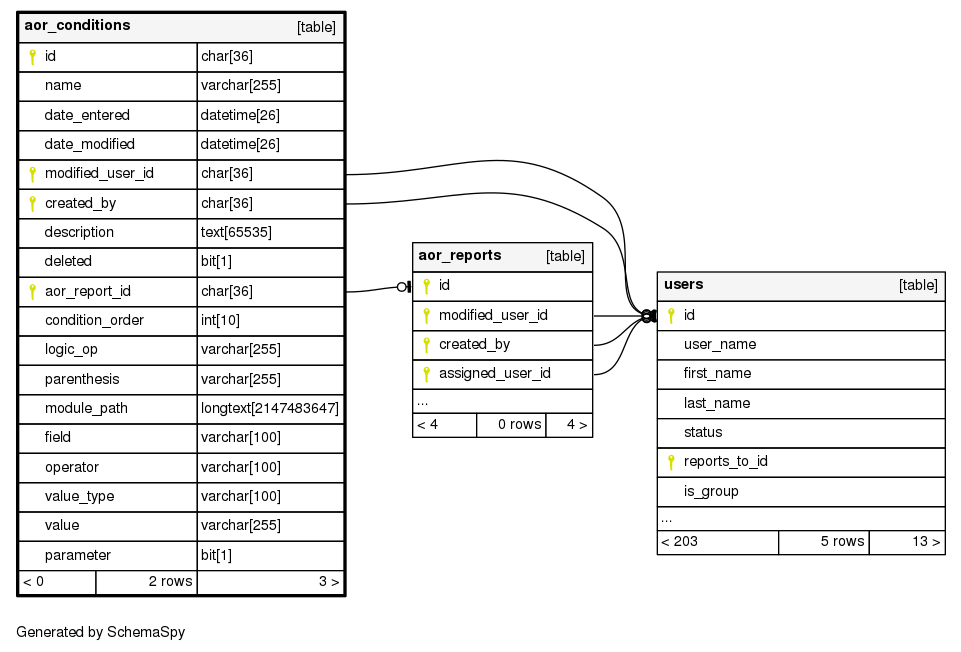 aor_conditions [table]
id char[36]
name varchar[255]
date_entered datetime[26]
date_modified datetime[26]
modified_user_id char[36]
created_by char[36]
description text[65535]
deleted bit[1]
aor_report_id char[36]
condition_order int[10]
logic_op varchar[255]
parenthesis varchar[255]
module_path longtext[2147483647]
field varchar[100]
operator varchar[100]
value_type varchar[100]
value varchar[255]
parameter bit[1]
< 0 2 rows 3 >
aor_reports [table]
id
modified_user_id
created_by
assigned_user_id
...
< 4 0 rows 4 >
users [table]
id
user_name
first_name
last_name
status
reports_to_id
is_group
...
< 203 5 rows 13 >
Generated by SchemaSpy